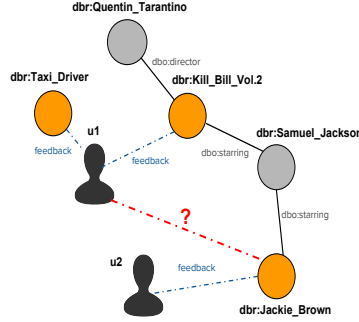 dbr:Quentin_Tarantino
dbo:director
dbr:Taxi_Driver
dbr:Kill_Bill_Vol.2
u1
dbr:Samuel_Jackson
feedback
feedback
dbo:starring
dbo:starring
?
u2
feedback
dbr:Jackie_Brown